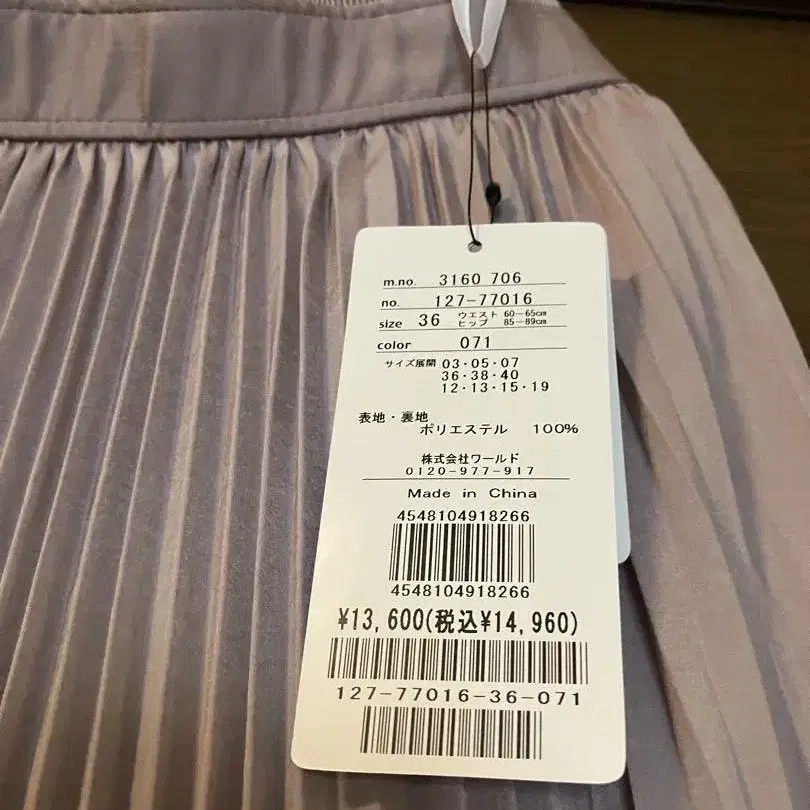 m.no. 3160 706
no. 127-77016
size 36 ウエスト 60-65cm
ヒップ 85-89cm
color 071
サイズ展開 03・05・07
36・38・40
12・13・15・19
表地・裏地
ポリエステル 100%
株式会社ワールド
0120-977-917
Made in China
4548104918266
4548104918266
¥13,600(税込¥14,960)
127-77016-36-071